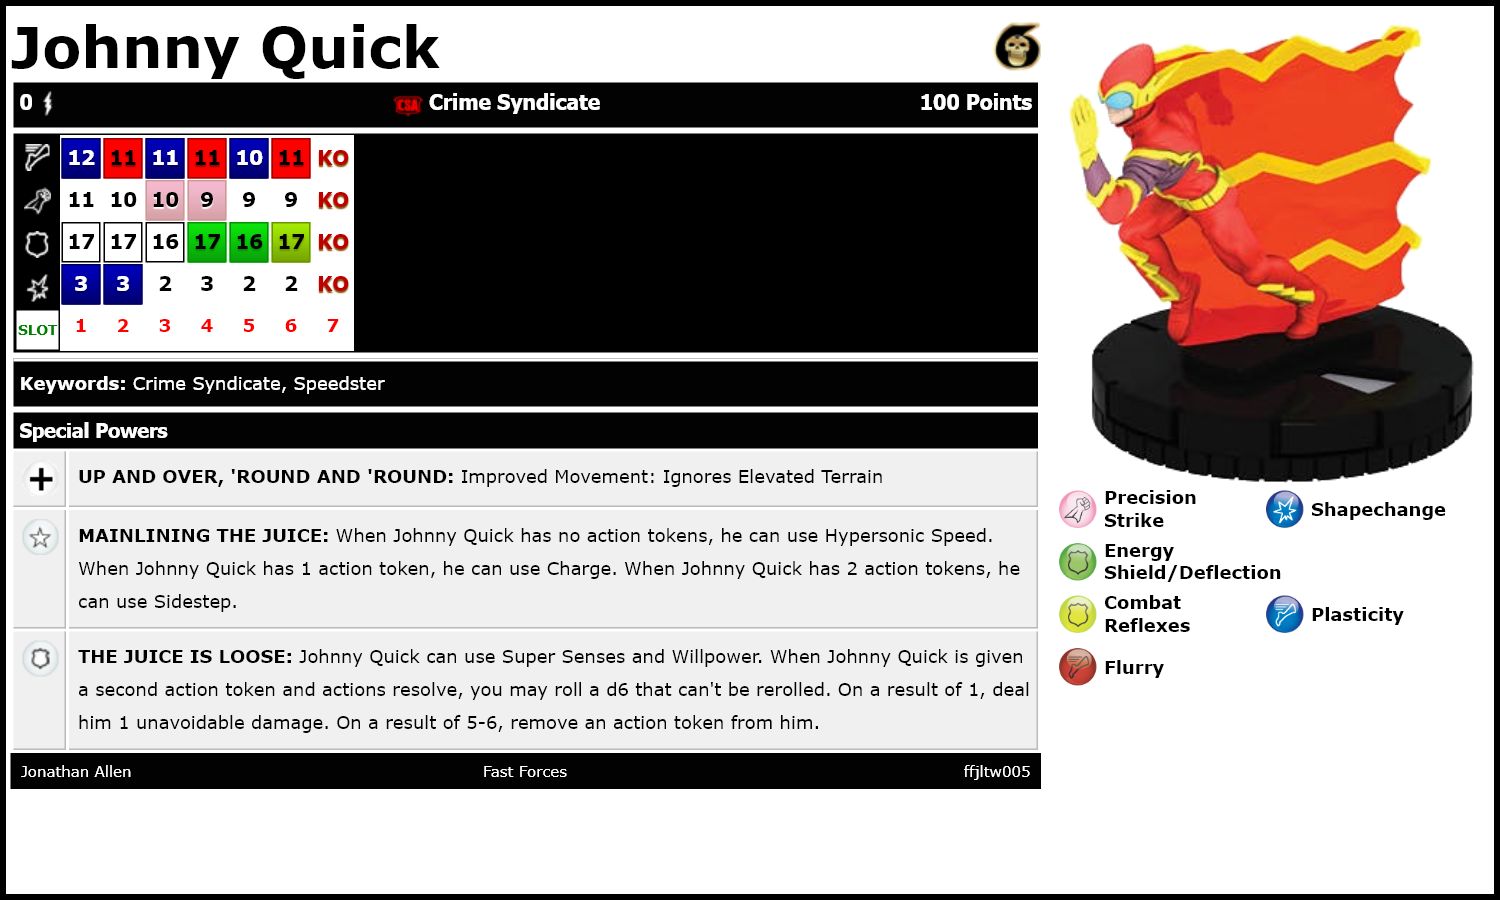 Johnny Quick
0 CSA Crime Syndicate 100 Points
12 11 11 11 10 11 KO
11 10 10 9 9 9 KO
17 17 16 17 16 17 KO
3 3 2 3 2 2 KO
SLOT 1 2 3 4 5 6 7
Keywords: Crime Syndicate, Speedster
Special Powers
UP AND OVER, 'ROUND AND 'ROUND: Improved Movement: Ignores Elevated Terrain
MAINLINING THE JUICE: When Johnny Quick has no action tokens, he can use Hypersonic Speed.
When Johnny Quick has 1 action token, he can use Charge. When Johnny Quick has 2 action tokens, he
can use Sidestep.
THE JUICE IS LOOSE: Johnny Quick can use Super Senses and Willpower. When Johnny Quick is given
a second action token and actions resolve, you may roll a d6 that can't be rerolled. On a result of 1, deal
him 1 unavoidable damage. On a result of 5-6, remove an action token from him.
Jonathan Allen Fast Forces ffjltw005
Precision
Strike
Shapechange
Energy
Shield/Deflection
Combat
Reflexes
Plasticity
Flurry